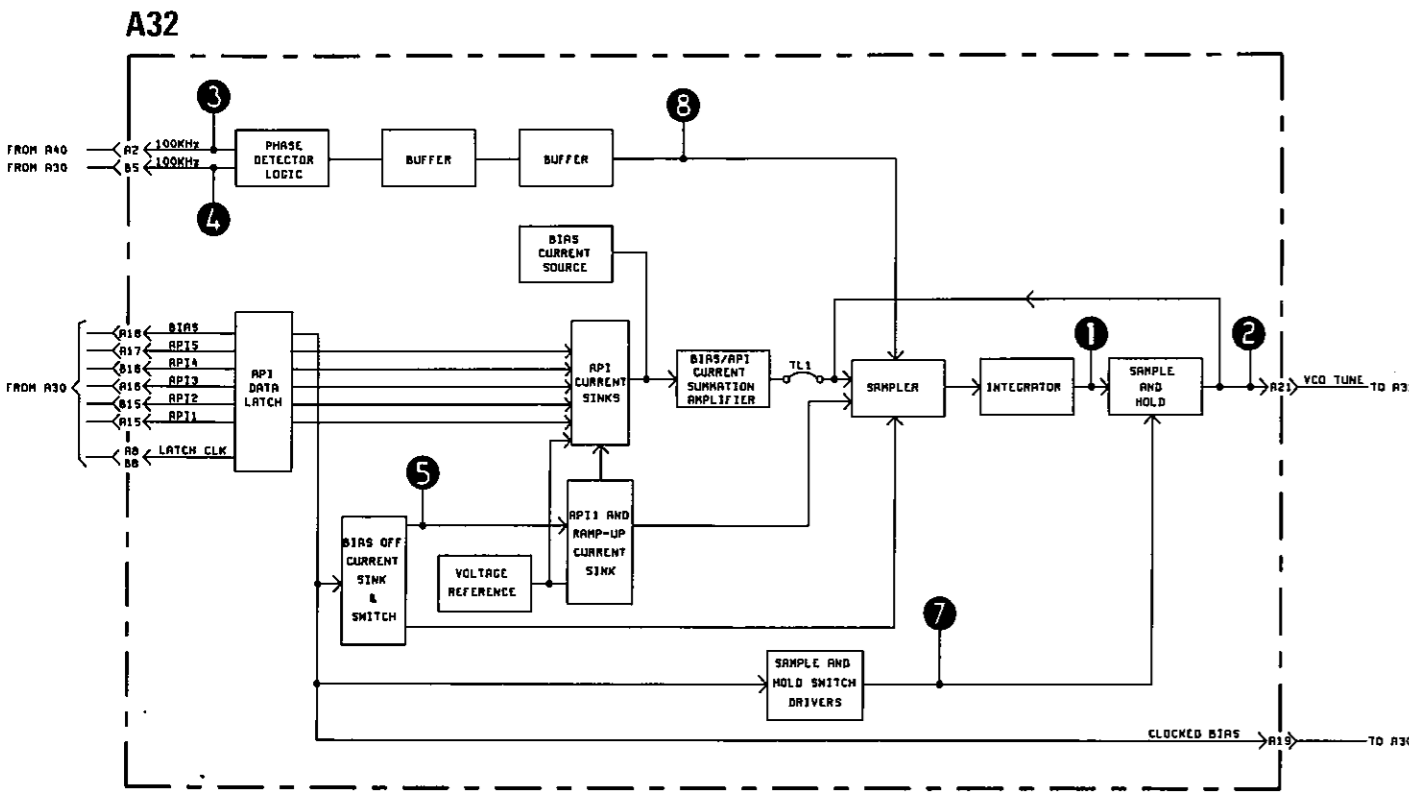 A32
3
8
FROM A40
A2
100KHz
PHASE
DETECTOR
LOGIC
BUFFER
BUFFER
FROM A30
B5
100KHz
4
BIAS
CURRENT
SOURCE
FROM A30
A18
BIAS
A17
API5
B16
API4
A16
API3
B15
API2
A15
API1
A8
B8
LATCH CLK
API
DATA
LATCH
API
CURRENT
SINKS
BIAS/API
CURRENT
SUMMATION
AMPLIFIER
TL1
SAMPLER
INTEGRATOR
1
SAMPLE
AND
HOLD
2
A21
VCO TUNE
5
BIAS OFF
CURRENT
SINK
&
SWITCH
VOLTAGE
REFERENCE
API1 AND
RAMP-UP
CURRENT
SINK
7
SAMPLE AND
HOLD SWITCH
DRIVERS
CLOCKED BIAS
A19